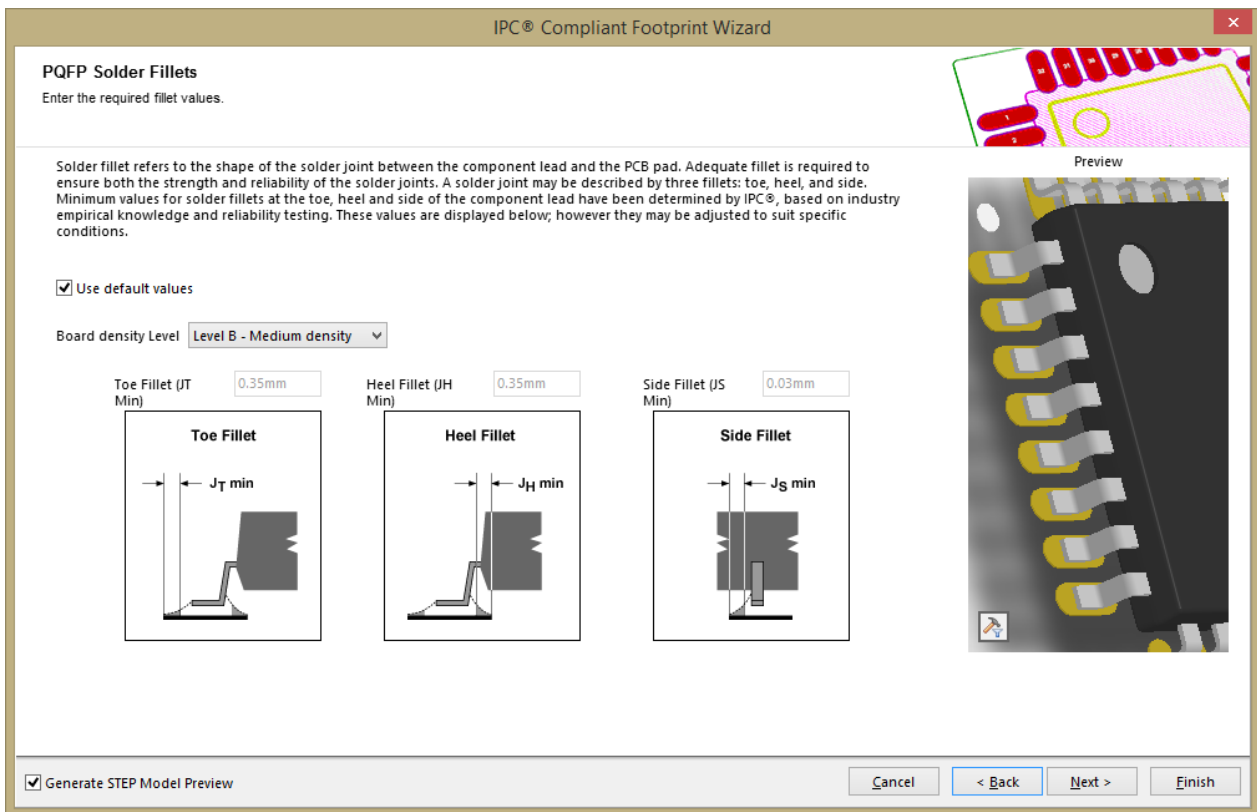 IPC® Compliant Footprint Wizard
PQFP Solder Fillets
Enter the required fillet values.
Solder fillet refers to the shape of the solder joint between the component lead and the PCB pad. Adequate fillet is required to
ensure both the strength and reliability of the solder joints. A solder joint may be described by three fillets: toe, heel, and side.
Minimum values for solder fillets at the toe, heel and side of the component lead have been determined by IPC®, based on industry
empirical knowledge and reliability testing. These values are displayed below; however they may be adjusted to suit specific
conditions.
Preview
Use default values
Board density Level Level B - Medium density
Toe Fillet (JT
Min)
0.35mm
Heel Fillet (JH
Min)
0.35mm
Side Fillet (JS
Min)
0.03mm
Toe Fillet
JT min
Heel Fillet
JH min
Side Fillet
JS min
Generate STEP Model Preview
Cancel
< Back
Next >
Finish